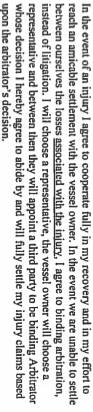 In the event of an injury I agree to cooperate fully in my recovery and in my effort to
reach an amicable settlement with the vessel owner. In the event we are unable to settle
between ourselves the losses associated with the injury, I agree to binding arbitration,
instead of litigation. I will choose a representative, the vessel owner will choose a
representative and between then they will appoint a third party to be binding Arbitrator
whose decision I hereby agree to abide by and will fully settle my injury claims based
upon the arbitrator's decision.